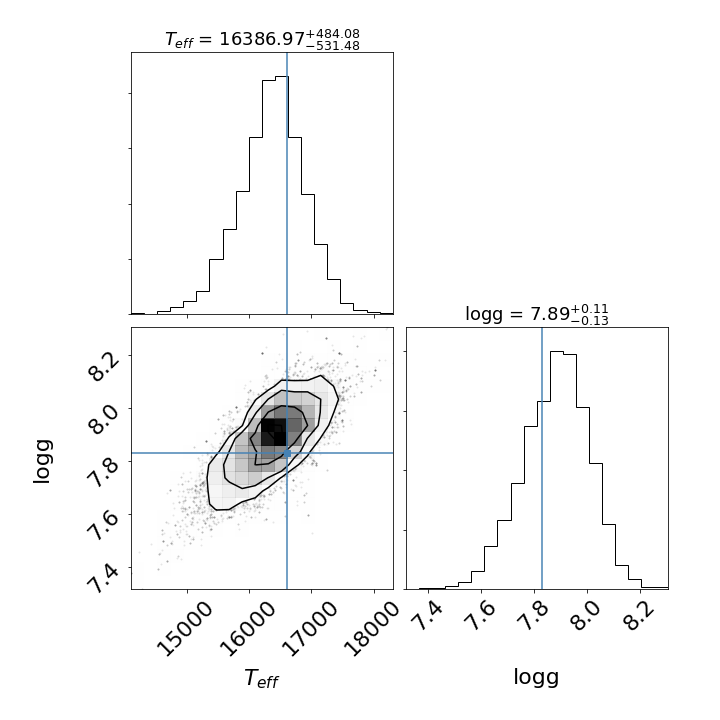 T_eff = 16386.97^{+484.08}_{-531.48}
logg = 7.89^{+0.11}_{-0.13}
logg
8.2
8.0
7.8
7.6
7.4
15000 16000 17000 18000
T_eff
7.4 7.6 7.8 8.0 8.2
logg